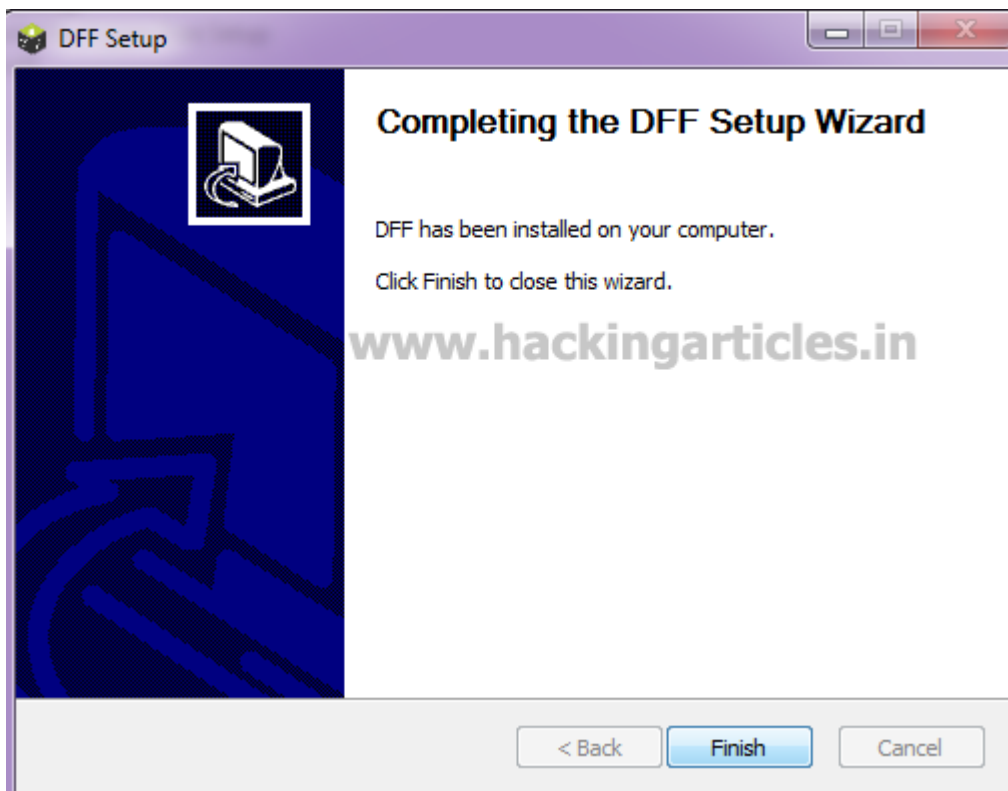 DFF Setup
Completing the DFF Setup Wizard
DFF has been installed on your computer.
Click Finish to close this wizard.
www.hackingarticles.in
< Back
Finish
Cancel